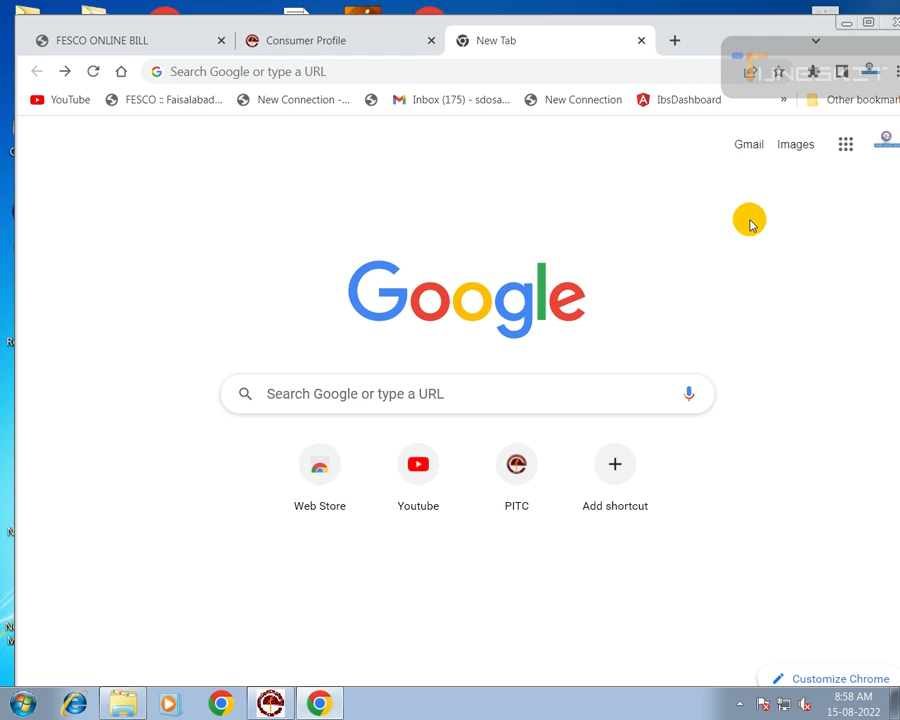 FESCO ONLINE BILL
Consumer Profile
New Tab
Search Google or type a URL
YouTube
FESCO :: Faisalabad...
New Connection -...
Inbox (175) - sdosa...
New Connection
IbsDashboard
»
Other bookmar
Gmail
Images
Google
Search Google or type a URL
Web Store
Youtube
PITC
Add shortcut
Customize Chrome
8:58 AM
15-08-2022